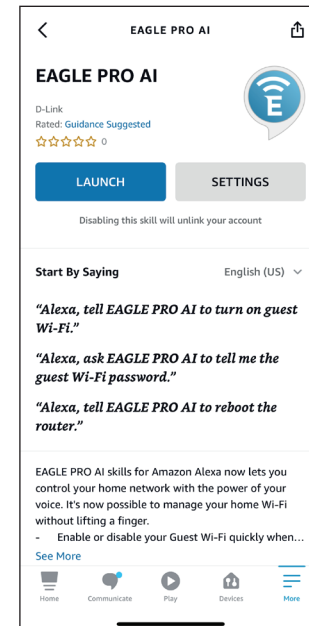 EAGLE PRO AI
EAGLE PRO AI
E
D-Link
Rated: Guidance Suggested
0
LAUNCH
SETTINGS
Disabling this skill will unlink your account
Start By Saying
English (US)
“Alexa, tell EAGLE PRO AI to turn on guest
Wi-Fi.”
“Alexa, ask EAGLE PRO AI to tell me the
guest Wi-Fi password.”
“Alexa, tell EAGLE PRO AI to reboot the
router.”
EAGLE PRO AI skills for Amazon Alexa now lets you
control your home network with the power of your
voice. It's now possible to manage your home Wi-Fi
without lifting a finger.
- Enable or disable your Guest Wi-Fi quickly when...
See More
Home
Communicate
Play
Devices
More